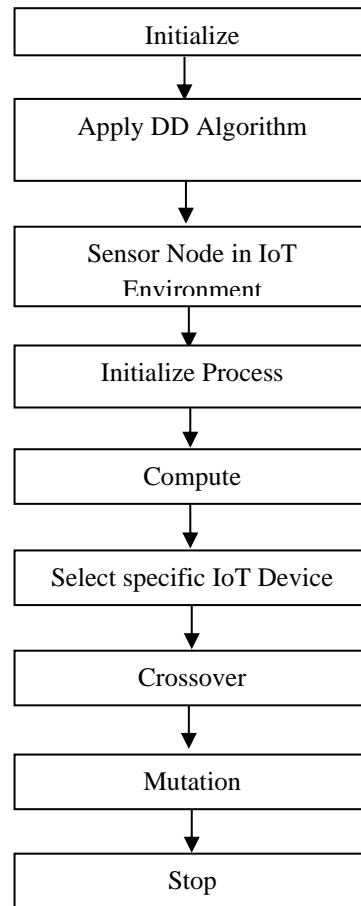 Initialize
Apply DD Algorithm
Sensor Node in IoT
Environment
Initialize Process
Compute
Select specific IoT Device
Crossover
Mutation
Stop